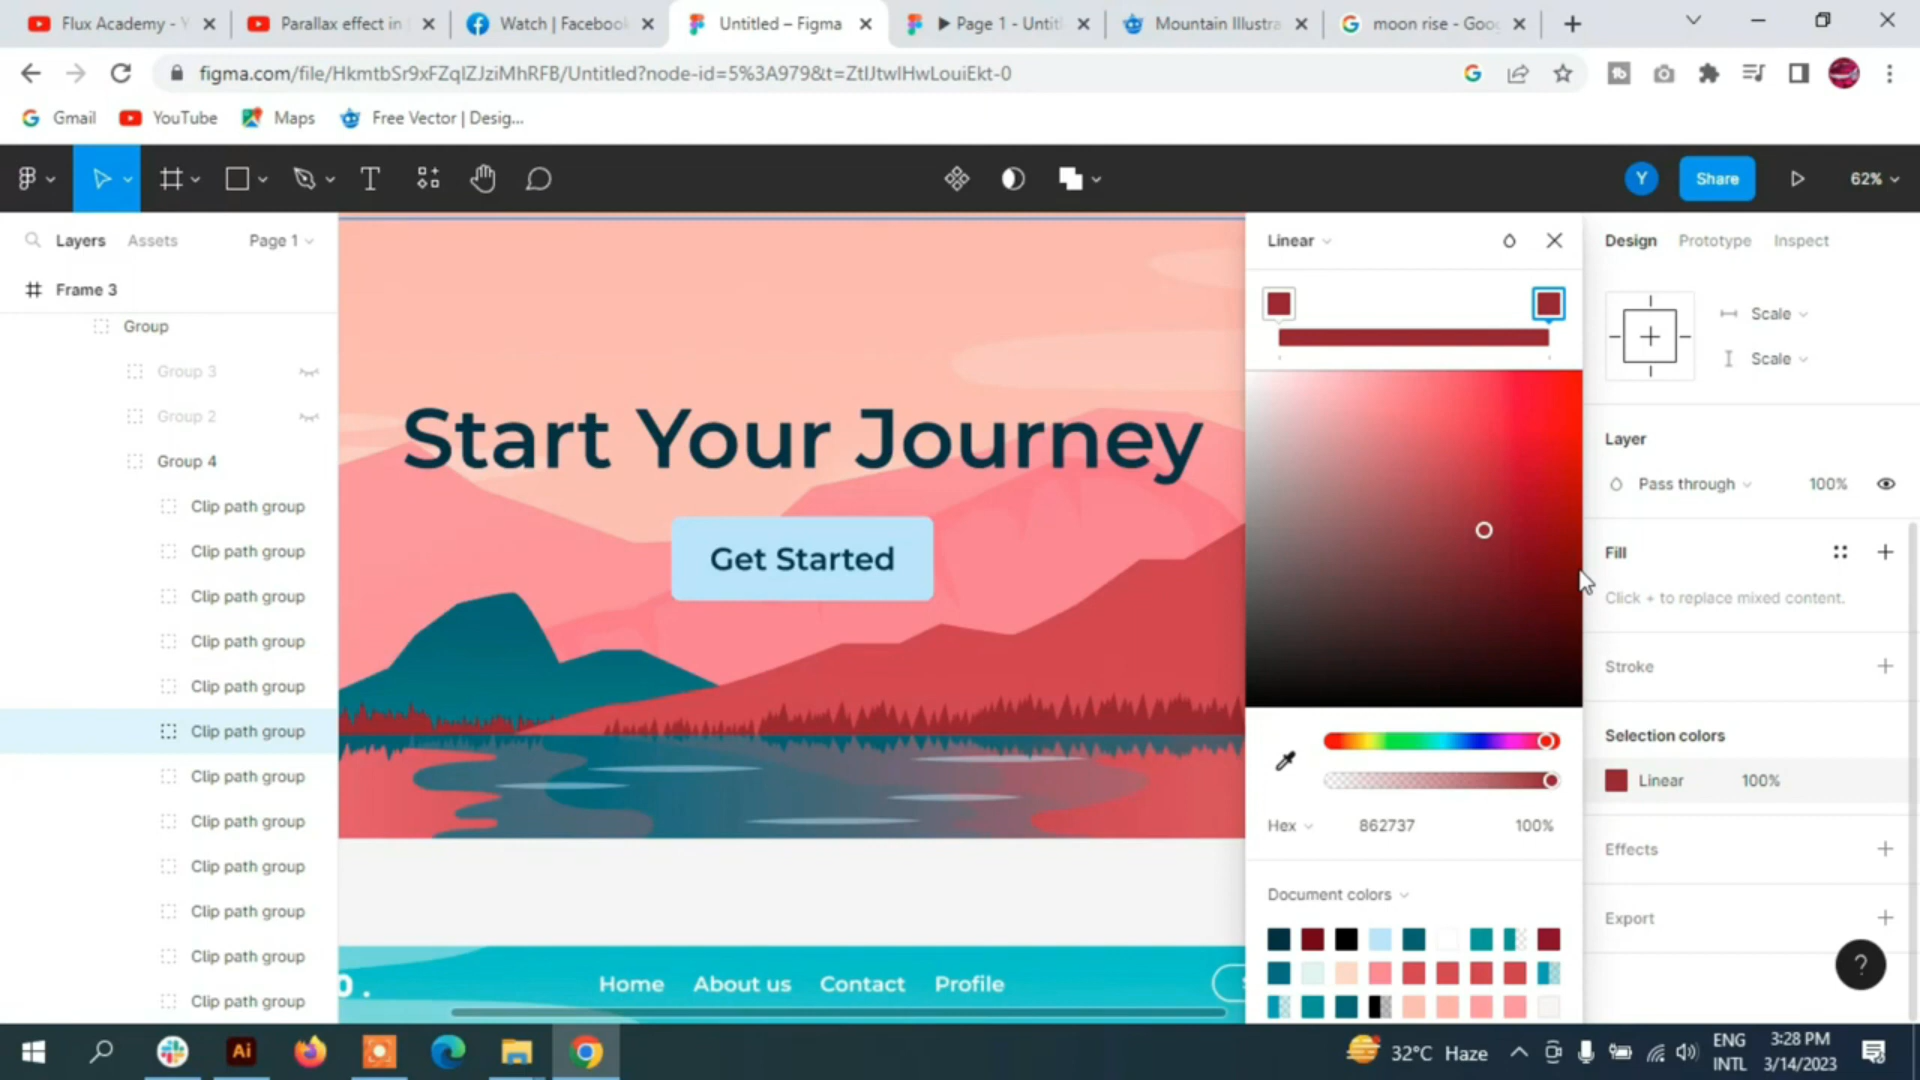 Flux Academy - Y
Parallax effect in
Watch | Facebook
Untitled – Figma
Page 1 - Untit
Mountain Illustra
moon rise - Goog
figma.com/file/HkmtbSr9xFZqlZJziMhRFB/Untitled?node-id=5%3A979&t=ZtIJtwlHwLouiEkt-0
Gmail
YouTube
Maps
Free Vector | Desig...
Y
Share
62%
Layers
Assets
Page 1
Frame 3
Group
Group 3
Group 2
Group 4
Clip path group
Clip path group
Clip path group
Clip path group
Clip path group
Clip path group
Clip path group
Clip path group
Clip path group
Clip path group
Clip path group
Clip path group
Start Your Journey
Get Started
Home
About us
Contact
Profile
Linear
Hex
862737
100%
Document colors
Design
Prototype
Inspect
Scale
Scale
Layer
Pass through
100%
Fill
Click + to replace mixed content.
Stroke
Selection colors
Linear
100%
Effects
Export
?
Ai
32°C Haze
ENG
INTL
3:28 PM
3/14/2023